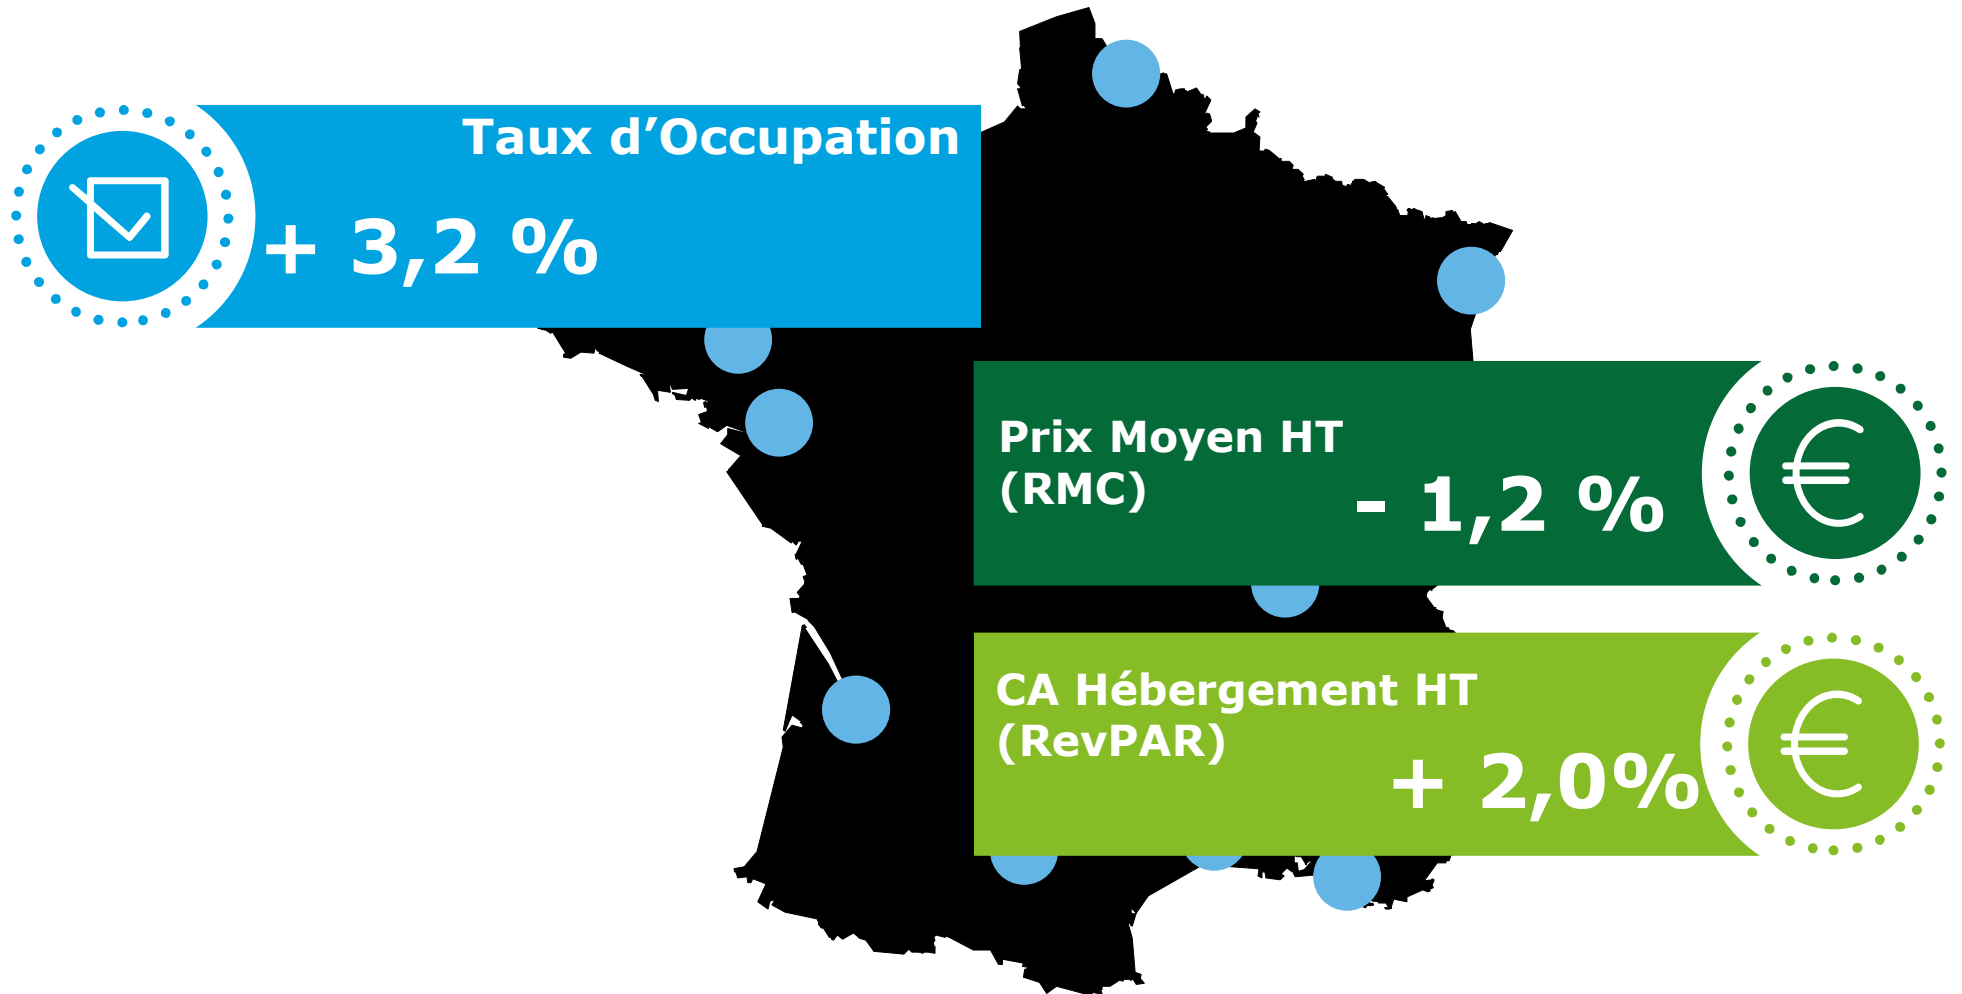 Taux d’Occupation
+ 3,2 %
Prix Moyen HT
(RMC)
- 1,2 %
CA Hébergement HT
(RevPAR)
+ 2,0%